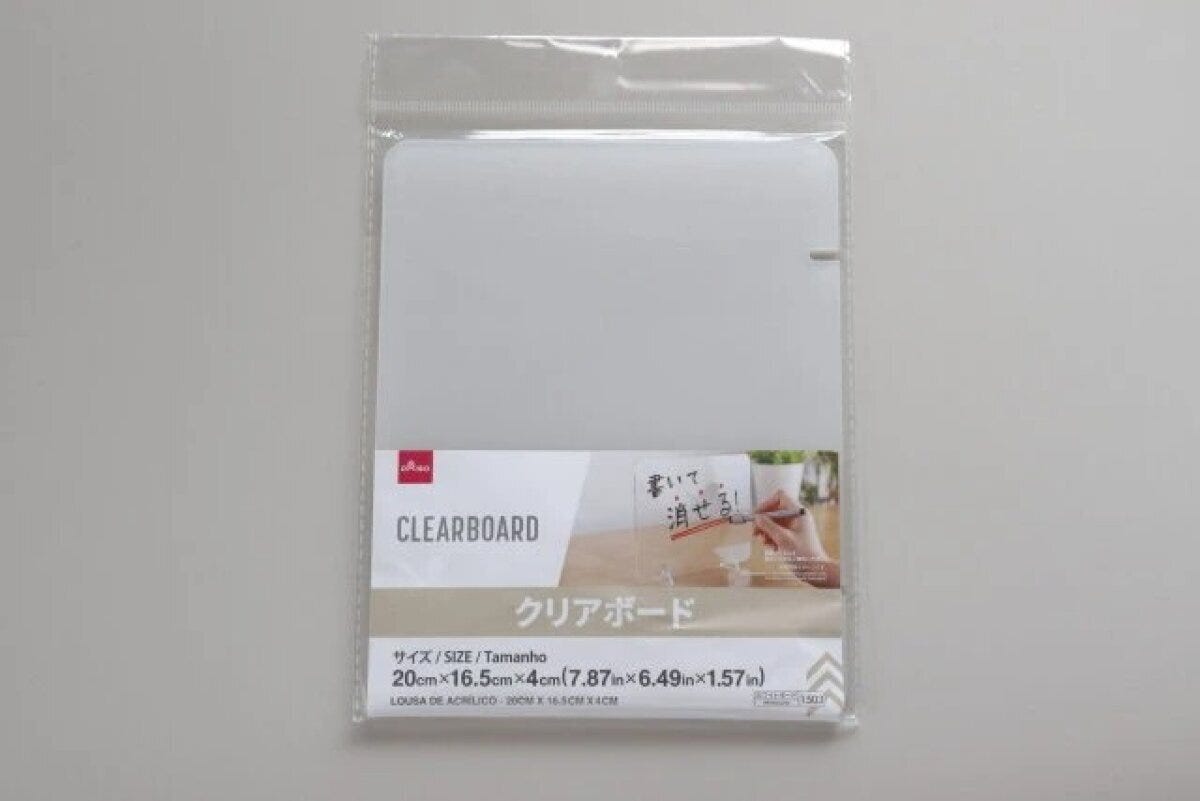 DAISO
CLEARBOARD
書いて
消せる!
クリアボード
サイズ / SIZE / Tamanho
20cm×16.5cm×4cm(7.87in×6.49in×1.57in)
LOUSA DE ACRÍLICO - 20CM X 16.5CM X 4CM